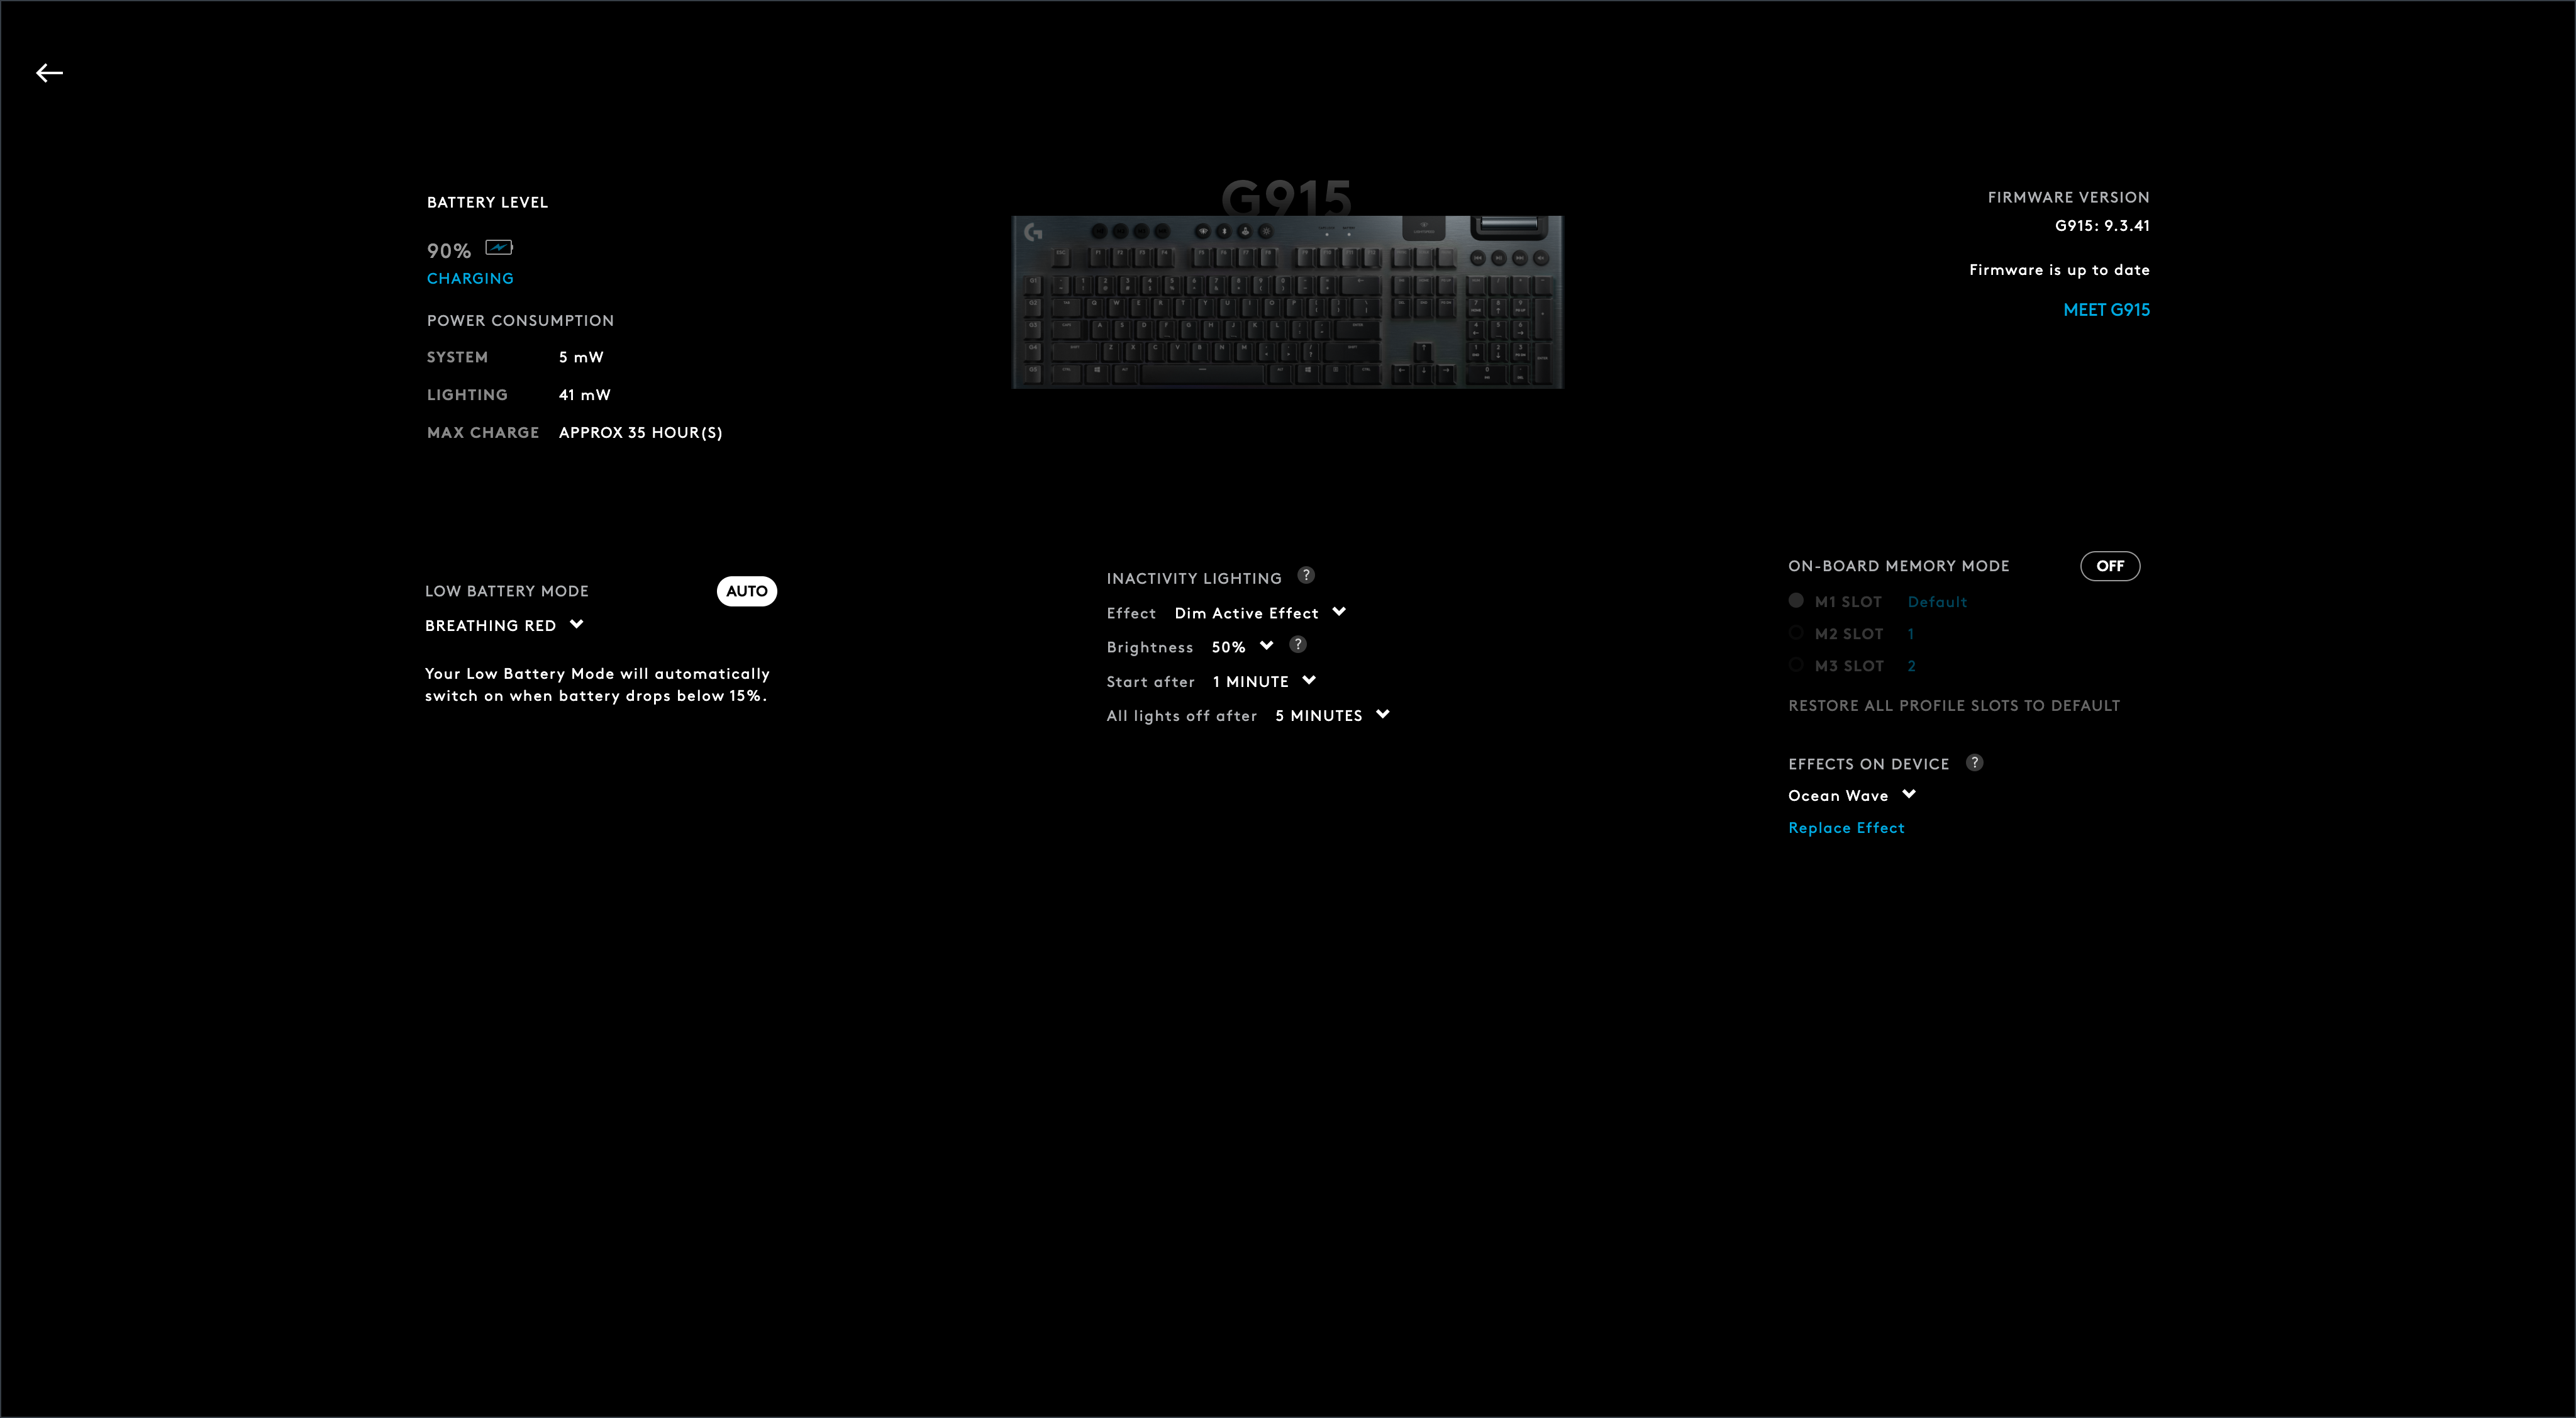 BATTERY LEVEL
90%
CHARGING
POWER CONSUMPTION
SYSTEM 5 mW
LIGHTING 41 mW
MAX CHARGE APPROX 35 HOUR(S)
G915
FIRMWARE VERSION
G915: 9.3.41
Firmware is up to date
MEET G915
LOW BATTERY MODE AUTO
BREATHING RED
Your Low Battery Mode will automatically
switch on when battery drops below 15%.
INACTIVITY LIGHTING ?
Effect Dim Active Effect
Brightness 50% ?
Start after 1 MINUTE
All lights off after 5 MINUTES
ON-BOARD MEMORY MODE OFF
M1 SLOT Default
M2 SLOT 1
M3 SLOT 2
RESTORE ALL PROFILE SLOTS TO DEFAULT
EFFECTS ON DEVICE ?
Ocean Wave
Replace Effect